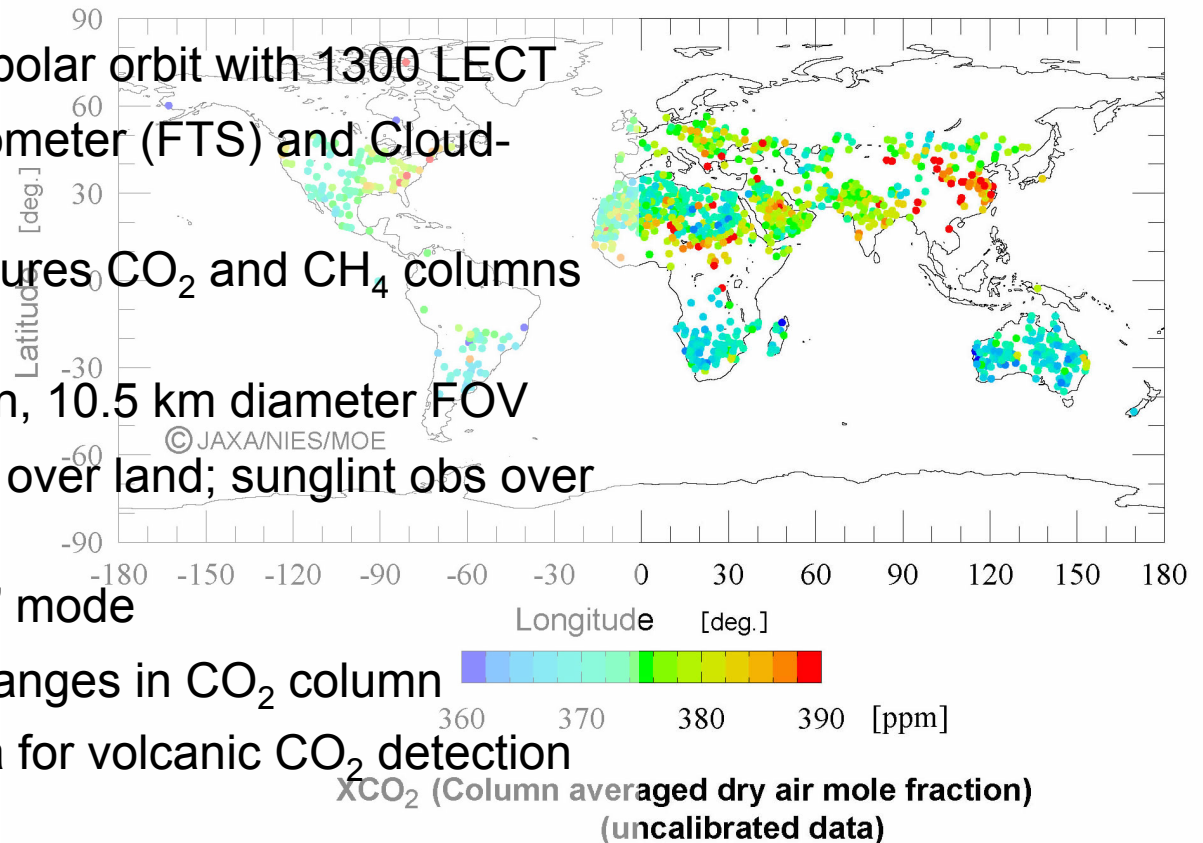 polar orbit with 1300 LECT
ometer (FTS) and Cloud-
ures CO₂ and CH₄ columns
n, 10.5 km diameter FOV
over land; sunglint obs over
mode
anges in CO₂ column
a for volcanic CO₂ detection
90
60
30
0
-30
-60
-90
Latitude [deg.]
© JAXA/NIES/MOE
-180 -150 -120 -90 -60 -30 0 30 60 90 120 150 180
Longitude [deg.]
360 370 380 390 [ppm]
XCO₂ (Column averaged dry air mole fraction)
(uncalibrated data)